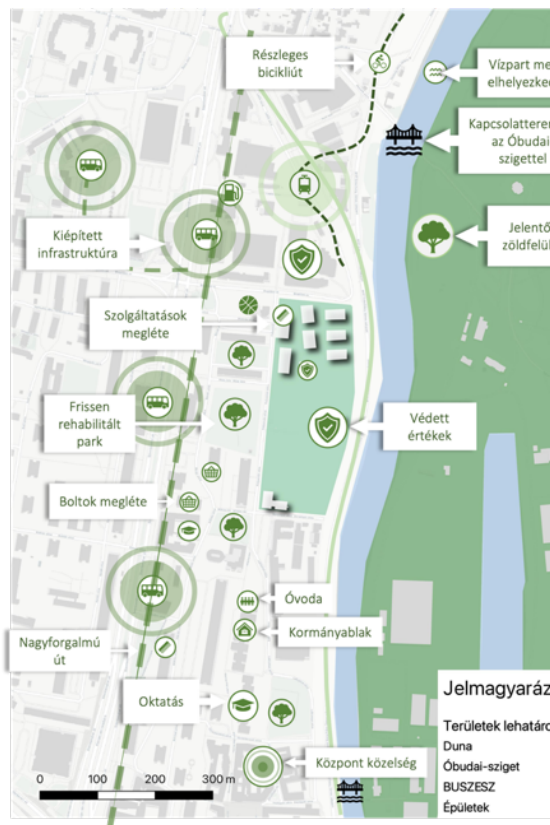 Részleges
bicikliút
Vízpart me
elhelyezked
Kapcsolatteren
az Óbudai-
szigettel
Kiépített
infrastruktúra
Jelentő
zöldfelül
Szolgáltatások
megléte
Frissen
rehabilitált
park
Védett
értékek
Boltok megléte
Óvoda
Kormányablak
Nagyforgalmú
út
Oktatás
Központ közelség
0 100 200 300 m
Jelmagyaráz
Területek lehatáro
Duna
Óbudai-sziget
BUSZESZ
Épületek